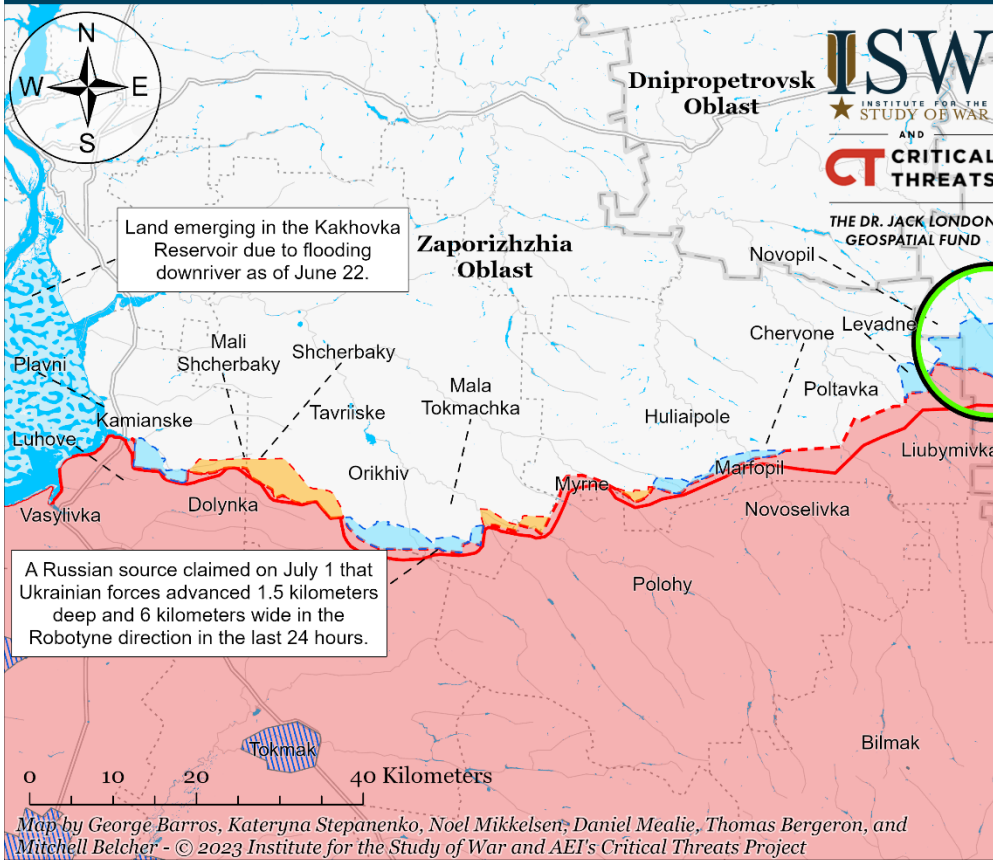 N
W
E
S
Dnipropetrovsk
Oblast
ISW
INSTITUTE FOR THE
STUDY OF WAR
AND
CT CRITICAL
THREATS
THE DR. JACK LONDON
GEOSPATIAL FUND
Land emerging in the Kakhovka
Reservoir due to flooding
downriver as of June 22.
Zaporizhzhia
Oblast
Novopil
Mali
Shcherbaky
Shcherbaky
Chervone
Levadne
Plavni
Mala
Tokmachka
Poltavka
Kamianske
Tavriiske
Huliaipole
Luhove
Orikhiv
Liubymivka
Marfopil
Myrne
Vasylivka
Dolynka
Novoselivka
A Russian source claimed on July 1 that
Ukrainian forces advanced 1.5 kilometers
deep and 6 kilometers wide in the
Robotyne direction in the last 24 hours.
Polohy
Tokmak
Bilmak
0 10 20 40 Kilometers
Map by George Barros, Kateryna Stepanenko, Noel Mikkelsen, Daniel Mealie, Thomas Bergeron, and
Mitchell Belcher - © 2023 Institute for the Study of War and AEI's Critical Threats Project